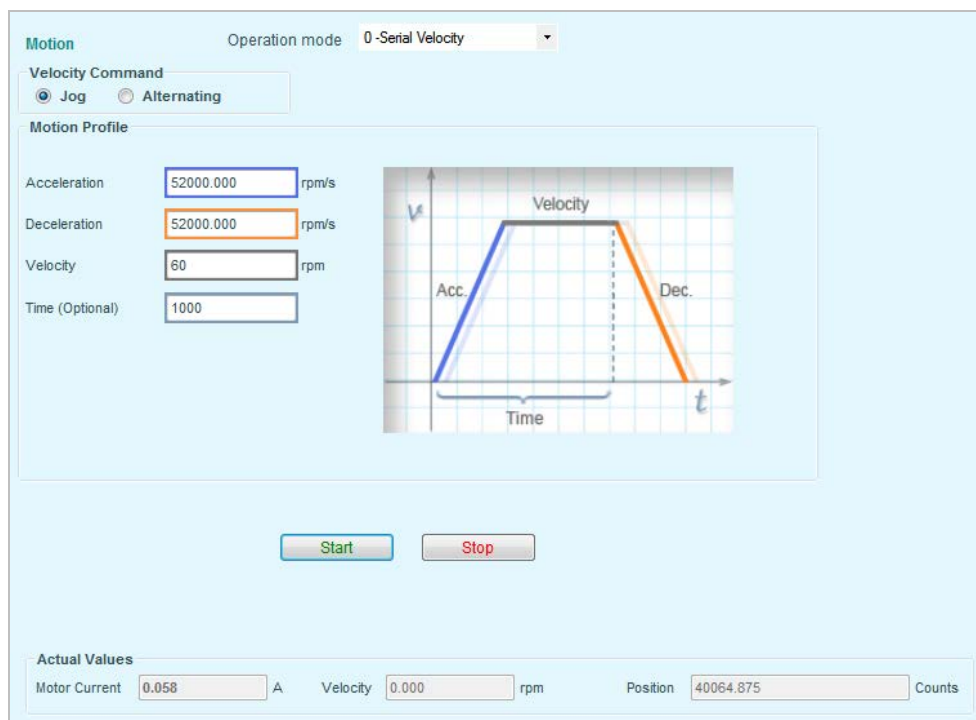 Motion Operation mode 0 -Serial Velocity
Velocity Command
Jog Alternating
Motion Profile
Acceleration 52000.000 rpm/s
Deceleration 52000.000 rpm/s
Velocity 60 rpm
Time (Optional) 1000
V
Velocity
Acc.
Dec.
t
Time
Start Stop
Actual Values
Motor Current 0.058 A Velocity 0.000 rpm Position 40064.875 Counts